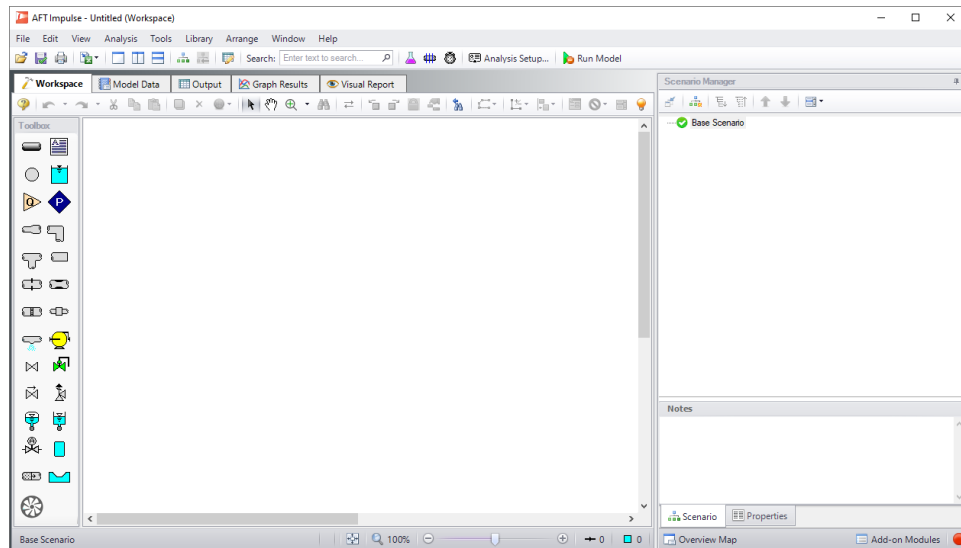 AFT Impulse - Untitled (Workspace)
File Edit View Analysis Tools Library Arrange Window Help
Search: Enter text to search... Analysis Setup... Run Model
Workspace Model Data Output Graph Results Visual Report
Scenario Manager
Toolbox
Base Scenario
Q P
Notes
Scenario Properties
Base Scenario 100% 0 0 Overview Map Add-on Modules